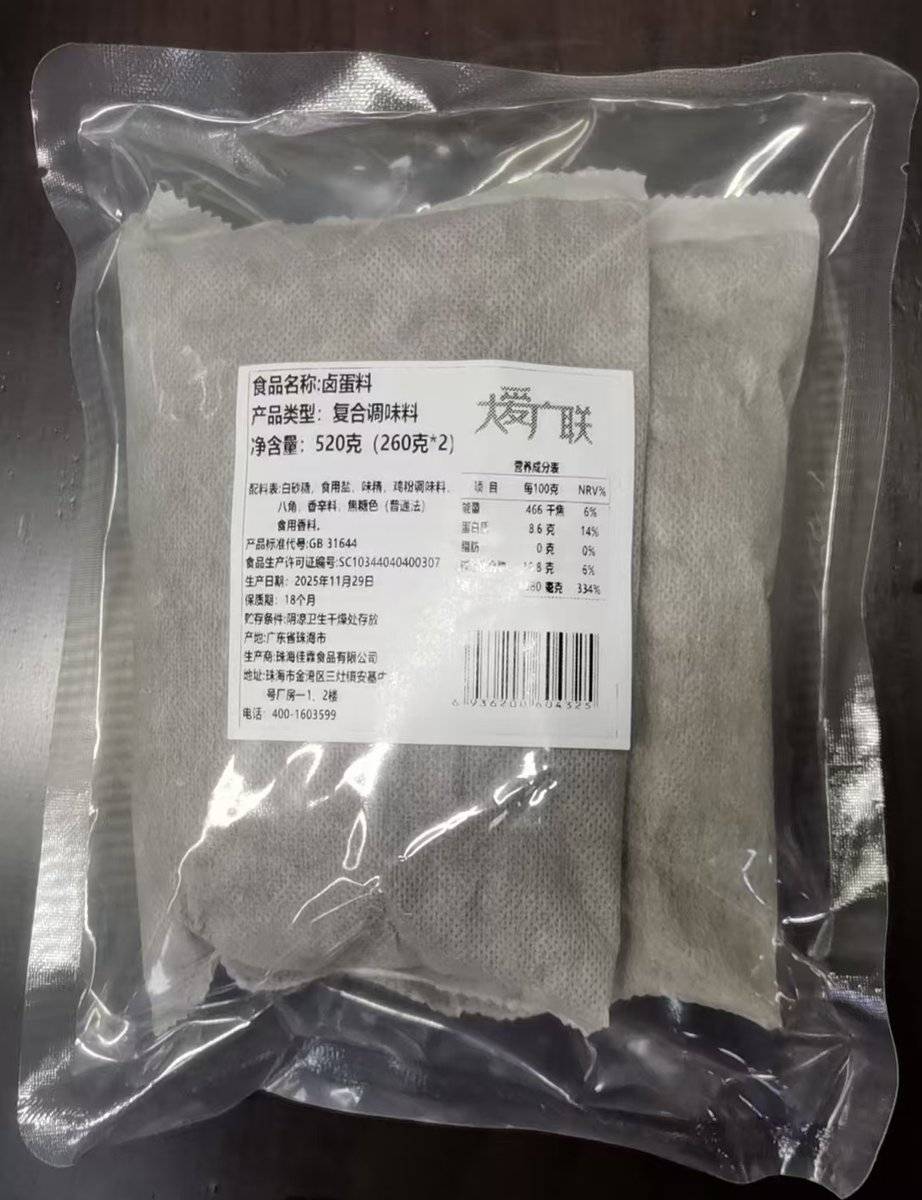 食品名称:卤蛋料
产品类型：复合调味料
净含量：520克（260克*2）
大爱广联
配料表:白砂糖、食用盐、味精、鸡粉调味料、
八角、香辛料、焦糖色（普通法）
食用香料。
产品标准代号:GB 31644
食品生产许可证编号:SC10344040400307
生产日期：2025年11月29日
保质期：18个月
贮存条件:阴凉卫生干燥处存放
产地:广东省珠海市
生产商:珠海佳霖食品有限公司
地址:珠海市金湾区三灶镇安基中
号厂房一1、2楼
电话：400-1603599
营养成分表
项 目 每100克 NRV%
能量 466 千焦 6%
蛋白质 8.6 克 14%
脂肪 0 克 0%
8 克 6%
毫克 334%
6 936200 604325